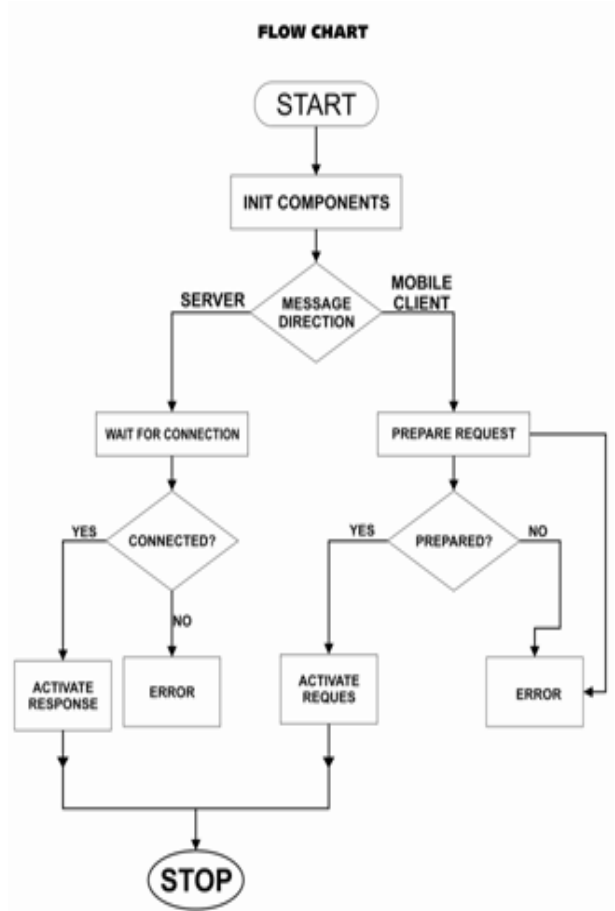 FLOW CHART
START
INIT COMPONENTS
SERVER
MESSAGE
DIRECTION
MOBILE
CLIENT
WAIT FOR CONNECTION
PREPARE REQUEST
YES
CONNECTED?
NO
YES
PREPARED?
NO
ACTIVATE
RESPONSE
ERROR
ACTIVATE
REQUES
ERROR
STOP